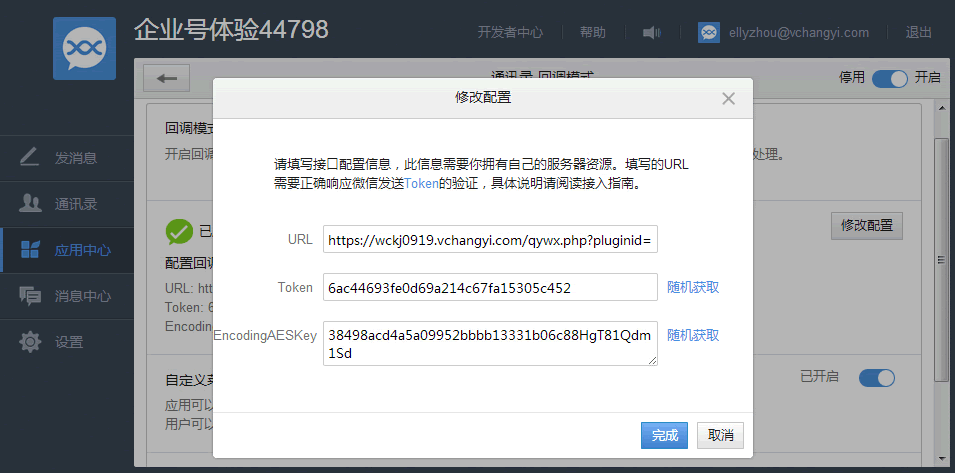 企业号体验44798
开发者中心
帮助
ellyzhou@vchangyi.com
退出
发消息
通讯录
应用中心
消息中心
设置
通讯录 回调模式
停用
开启
回调模式
开启回调
处理。
已
修改配置
配置回调
URL: htt
Token: 6
Encoding
自定义菜
已开启
应用可以
用户可以
修改配置
请填写接口配置信息，此信息需要你拥有自己的服务器资源。填写的URL
需要正确响应微信发送Token的验证，具体说明请阅读接入指南。
URL
https://wckj0919.vchangyi.com/qywx.php?pluginid=
Token
6ac44693fe0d69a214c67fa15305c452
随机获取
EncodingAESKey
38498acd4a5a09952bbbb13331b06c88HgT81Qdm
1Sd
随机获取
完成
取消